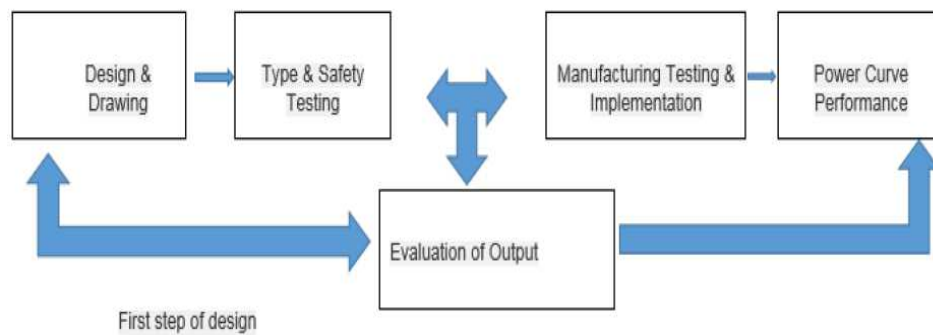 Design &
Drawing
Type & Safety
Testing
Manufacturing Testing &
Implementation
Power Curve
Performance
Evaluation of Output
First step of design